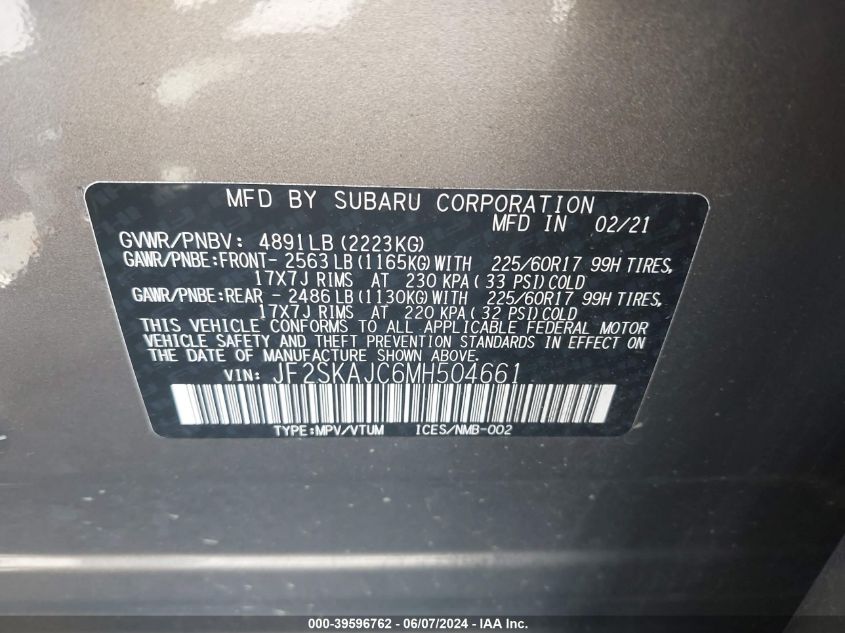 MFD BY SUBARU CORPORATION
MFD IN 02/21
GVWR/PNBV: 4891LB (2223KG)
GAWR/PNBE:FRONT- 2563 LB (1165KG) WITH 225/60R17 99H TIRES,
17X7J RIMS AT 230 KPA ( 33 PSI) COLD
GAWR/PNBE:REAR - 2486 LB (1130KG) WITH 225/60R17 99H TIRES,
17X7J RIMS AT 220 KPA ( 32 PSI) COLD
THIS VEHICLE CONFORMS TO ALL APPLICABLE FEDERAL MOTOR
VEHICLE SAFETY AND THEFT PREVENTION STANDARDS IN EFFECT ON
THE DATE OF MANUFACTURE SHOWN ABOVE.
VIN: JF2SKAJC6MH504661
TYPE:MPV/VTUM ICES/NMB-002
000-39596762 - 06/07/2024 - IAA Inc.